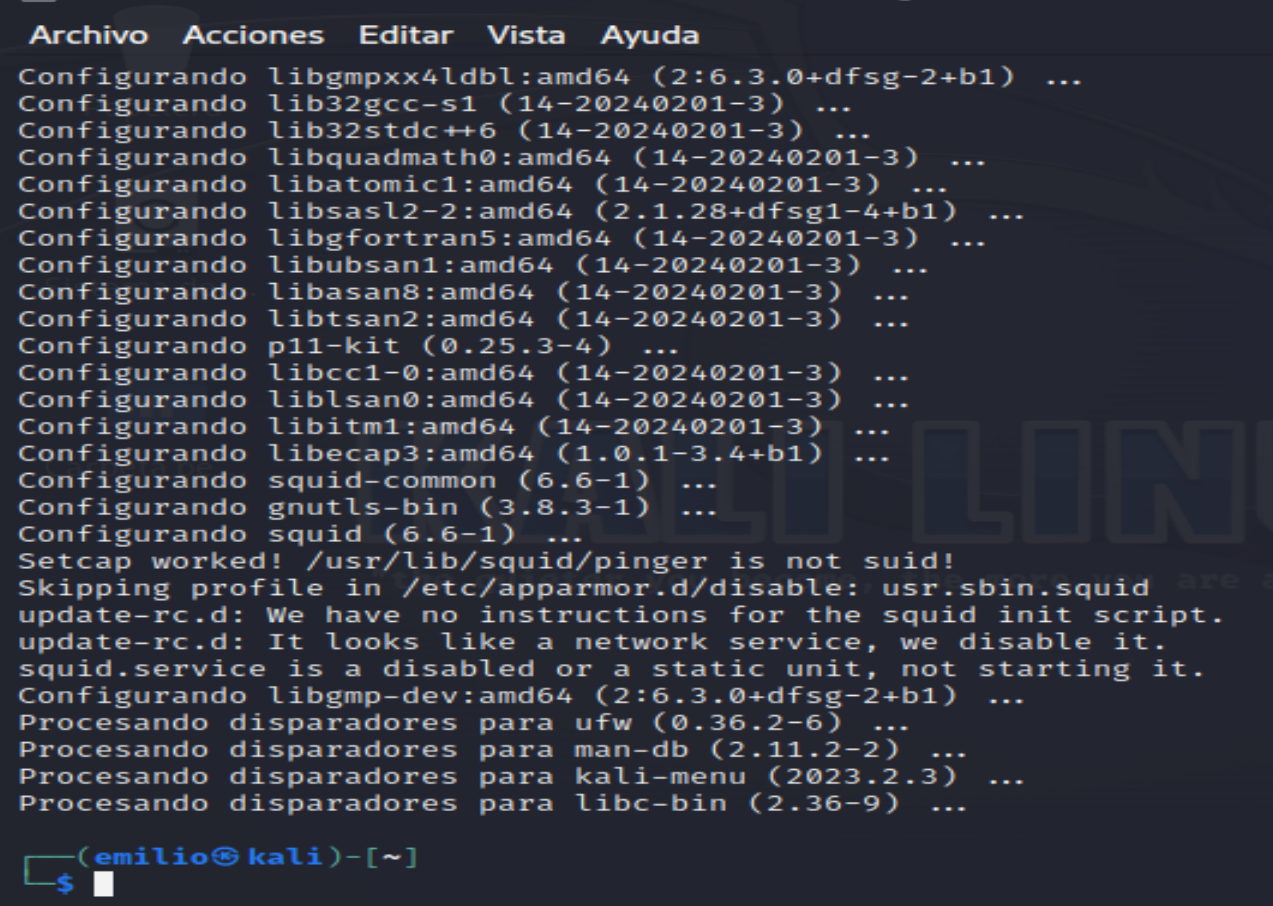 Archivo Acciones Editar Vista Ayuda
Configurando libgmpxx4ldbl:amd64 (2:6.3.0+dfsg-2+b1) ...
Configurando lib32gcc-s1 (14-20240201-3) ...
Configurando lib32stdc++6 (14-20240201-3) ...
Configurando libquadmath0:amd64 (14-20240201-3) ...
Configurando libatomic1:amd64 (14-20240201-3) ...
Configurando libsasl2-2:amd64 (2.1.28+dfsg1-4+b1) ...
Configurando libgfortran5:amd64 (14-20240201-3) ...
Configurando libubsan1:amd64 (14-20240201-3) ...
Configurando libasan8:amd64 (14-20240201-3) ...
Configurando libtsan2:amd64 (14-20240201-3) ...
Configurando p11-kit (0.25.3-4) ...
Configurando libcc1-0:amd64 (14-20240201-3) ...
Configurando liblsan0:amd64 (14-20240201-3) ...
Configurando libitm1:amd64 (14-20240201-3) ...
Configurando libecap3:amd64 (1.0.1-3.4+b1) ...
Configurando squid-common (6.6-1) ...
Configurando gnutls-bin (3.8.3-1) ...
Configurando squid (6.6-1) ...
Setcap worked! /usr/lib/squid/pinger is not suid!
Skipping profile in /etc/apparmor.d/disable: usr.sbin.squid
update-rc.d: We have no instructions for the squid init script.
update-rc.d: It looks like a network service, we disable it.
squid.service is a disabled or a static unit, not starting it.
Configurando libgmp-dev:amd64 (2:6.3.0+dfsg-2+b1) ...
Procesando disparadores para ufw (0.36.2-6) ...
Procesando disparadores para man-db (2.11.2-2) ...
Procesando disparadores para kali-menu (2023.2.3) ...
Procesando disparadores para libc-bin (2.36-9) ...
┌──(emilio㉿kali)-[~]
└─$
KALI LIN